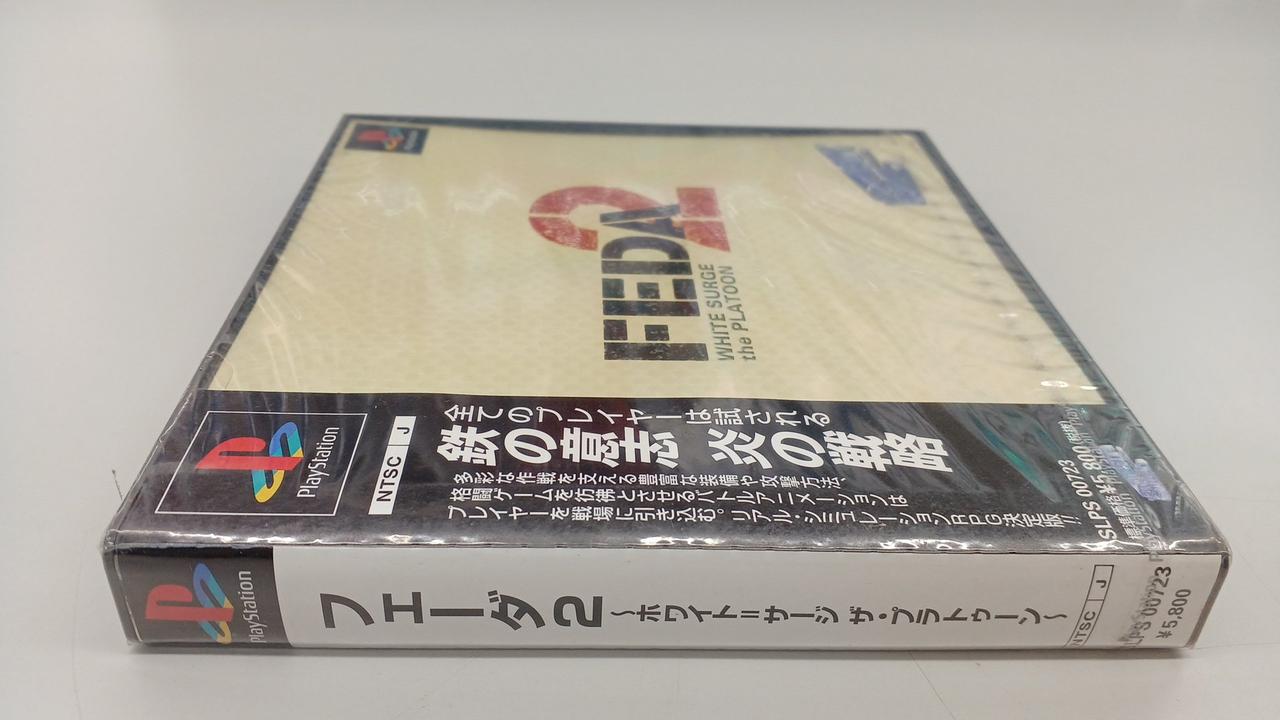 FEDA2
WHITE SURGE
the PLATOON
PlayStation
NTSC J
全てのプレイヤーは試される
鉄の意志 炎の戦略
多彩な作戦を支える豊富な装備や攻撃方法、
格闘ゲームを彷彿とさせるバトルアニメーションは
プレイヤーを戦場に引き込む。リアル・シミュレーションRPG決定版!!
SLPS 00723
¥5,800(税抜)
PlayStation
フェーダ2
~ホワイト=サージ ザ・プラトゥーン~
NTSC J
SLPS 00723
¥5,800